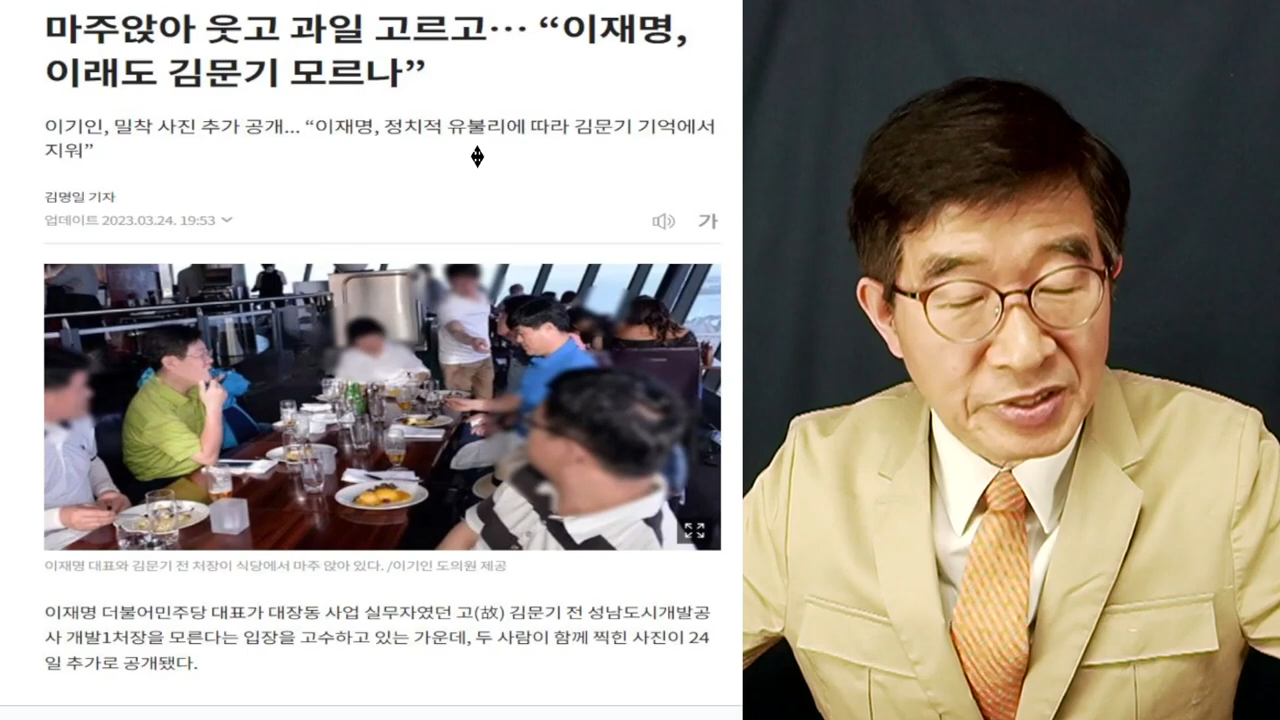 마주앉아 웃고 과일 고르고… “이재명,
이래도 김문기 모르나”
이기인, 밀착 사진 추가 공개... “이재명, 정치적 유불리에 따라 김문기 기억에서
지워”
김명일 기자
업데이트 2023.03.24. 19:53
가
이재명 대표와 김문기 전 처장이 식당에서 마주 앉아 있다. /이기인 도의원 제공
이재명 더불어민주당 대표가 대장동 사업 실무자였던 고(故) 김문기 전 성남도시개발공
사 개발1처장을 모른다는 입장을 고수하고 있는 가운데, 두 사람이 함께 찍힌 사진이 24
일 추가로 공개됐다.